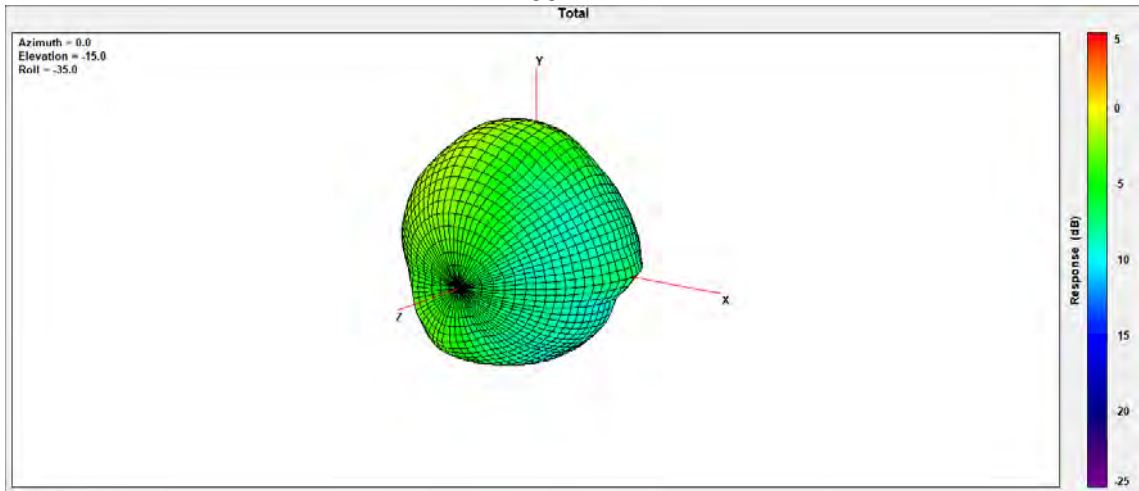 Total
Azimuth = 0.0
Elevation = -15.0
Roll = -35.0
Y
X
Z
5
0
-5
-10
-15
-20
-25
Response (dB)